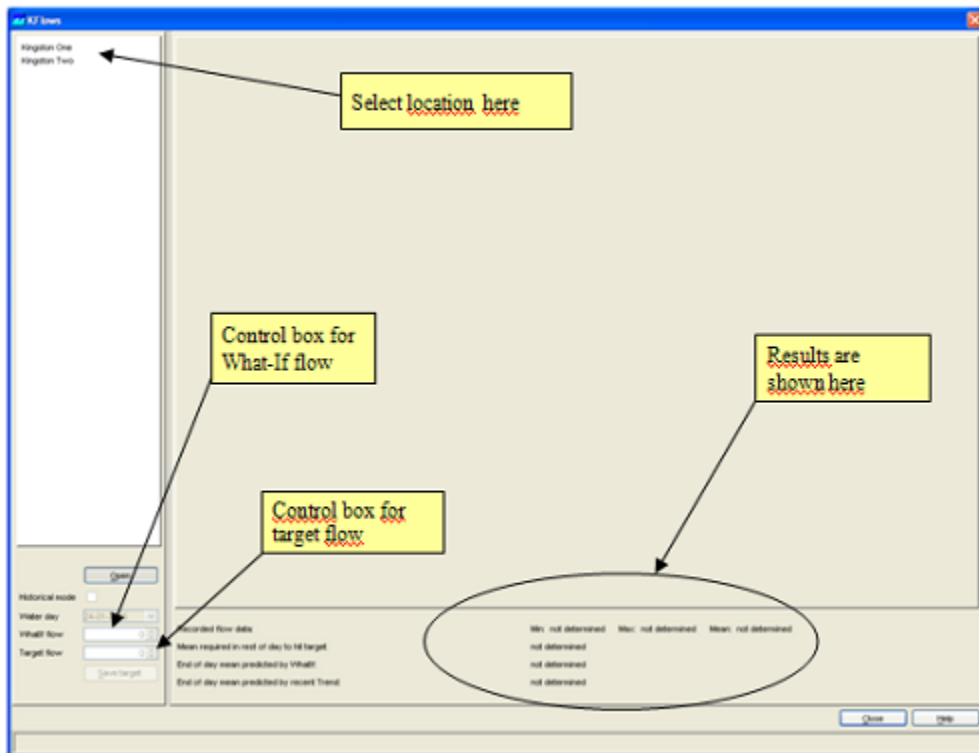 KFlows
Kingston One
Kingston Two
Select location here
Control box for
What-If flow
Results are
shown here
Control box for
target flow
Open
Historical mode
Water day
WhatIf flow
0
Target flow
0
Save target
Recorded flow data: Min: not determined Max: not determined Mean: not determined
Mean required in rest of day to hit target: not determined
End of day mean predicted by WhatIf: not determined
End of day mean predicted by recent Trend: not determined
Close Help